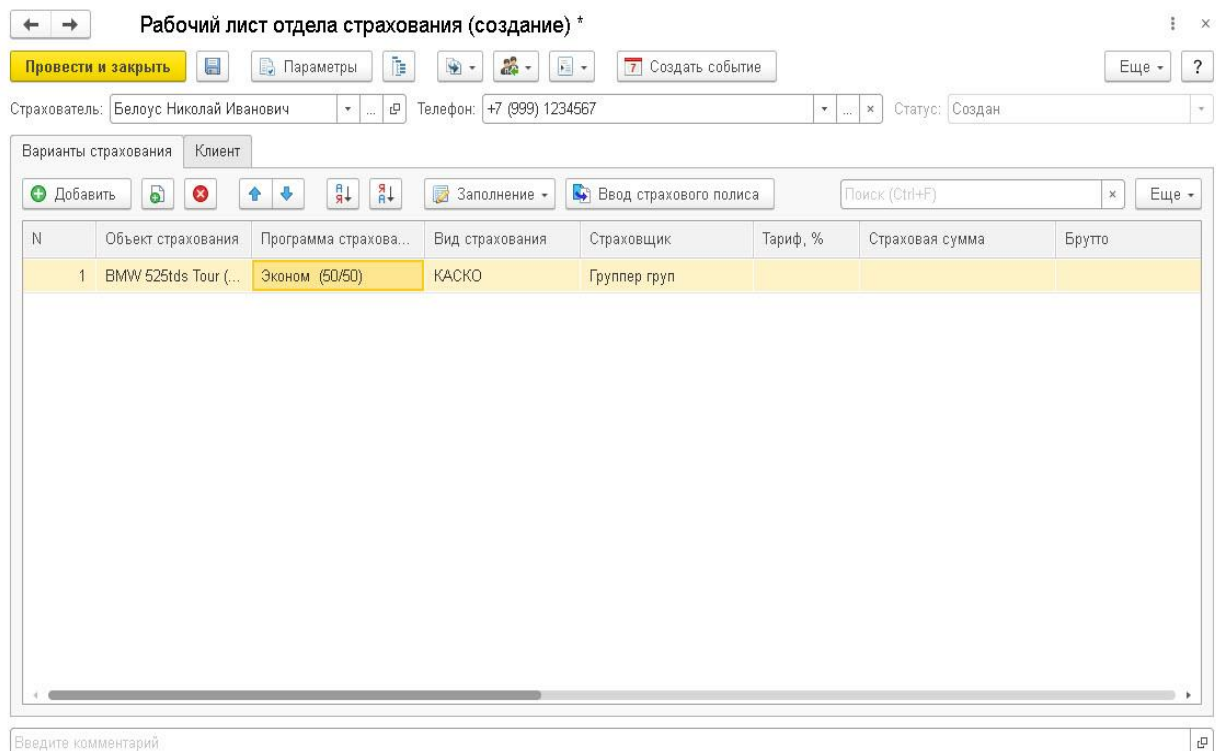 Рабочий лист отдела страхования (создание) *
Провести и закрыть Параметры 7 Создать событие Еще ?
Страхователь: Белоус Николай Иванович ... Телефон: +7 (999) 1234567 ... × Статус: Создан
Варианты страхования Клиент
Добавить Заполнение Ввод страхового полиса Поиск (Ctrl+F) × Еще
N Объект страхования Программа страхова... Вид страхования Страховщик Тариф, % Страховая сумма Брутто
1 BMW 525tds Tour (... Эконом (50/50) КАСКО Группер груп
Введите комментарий